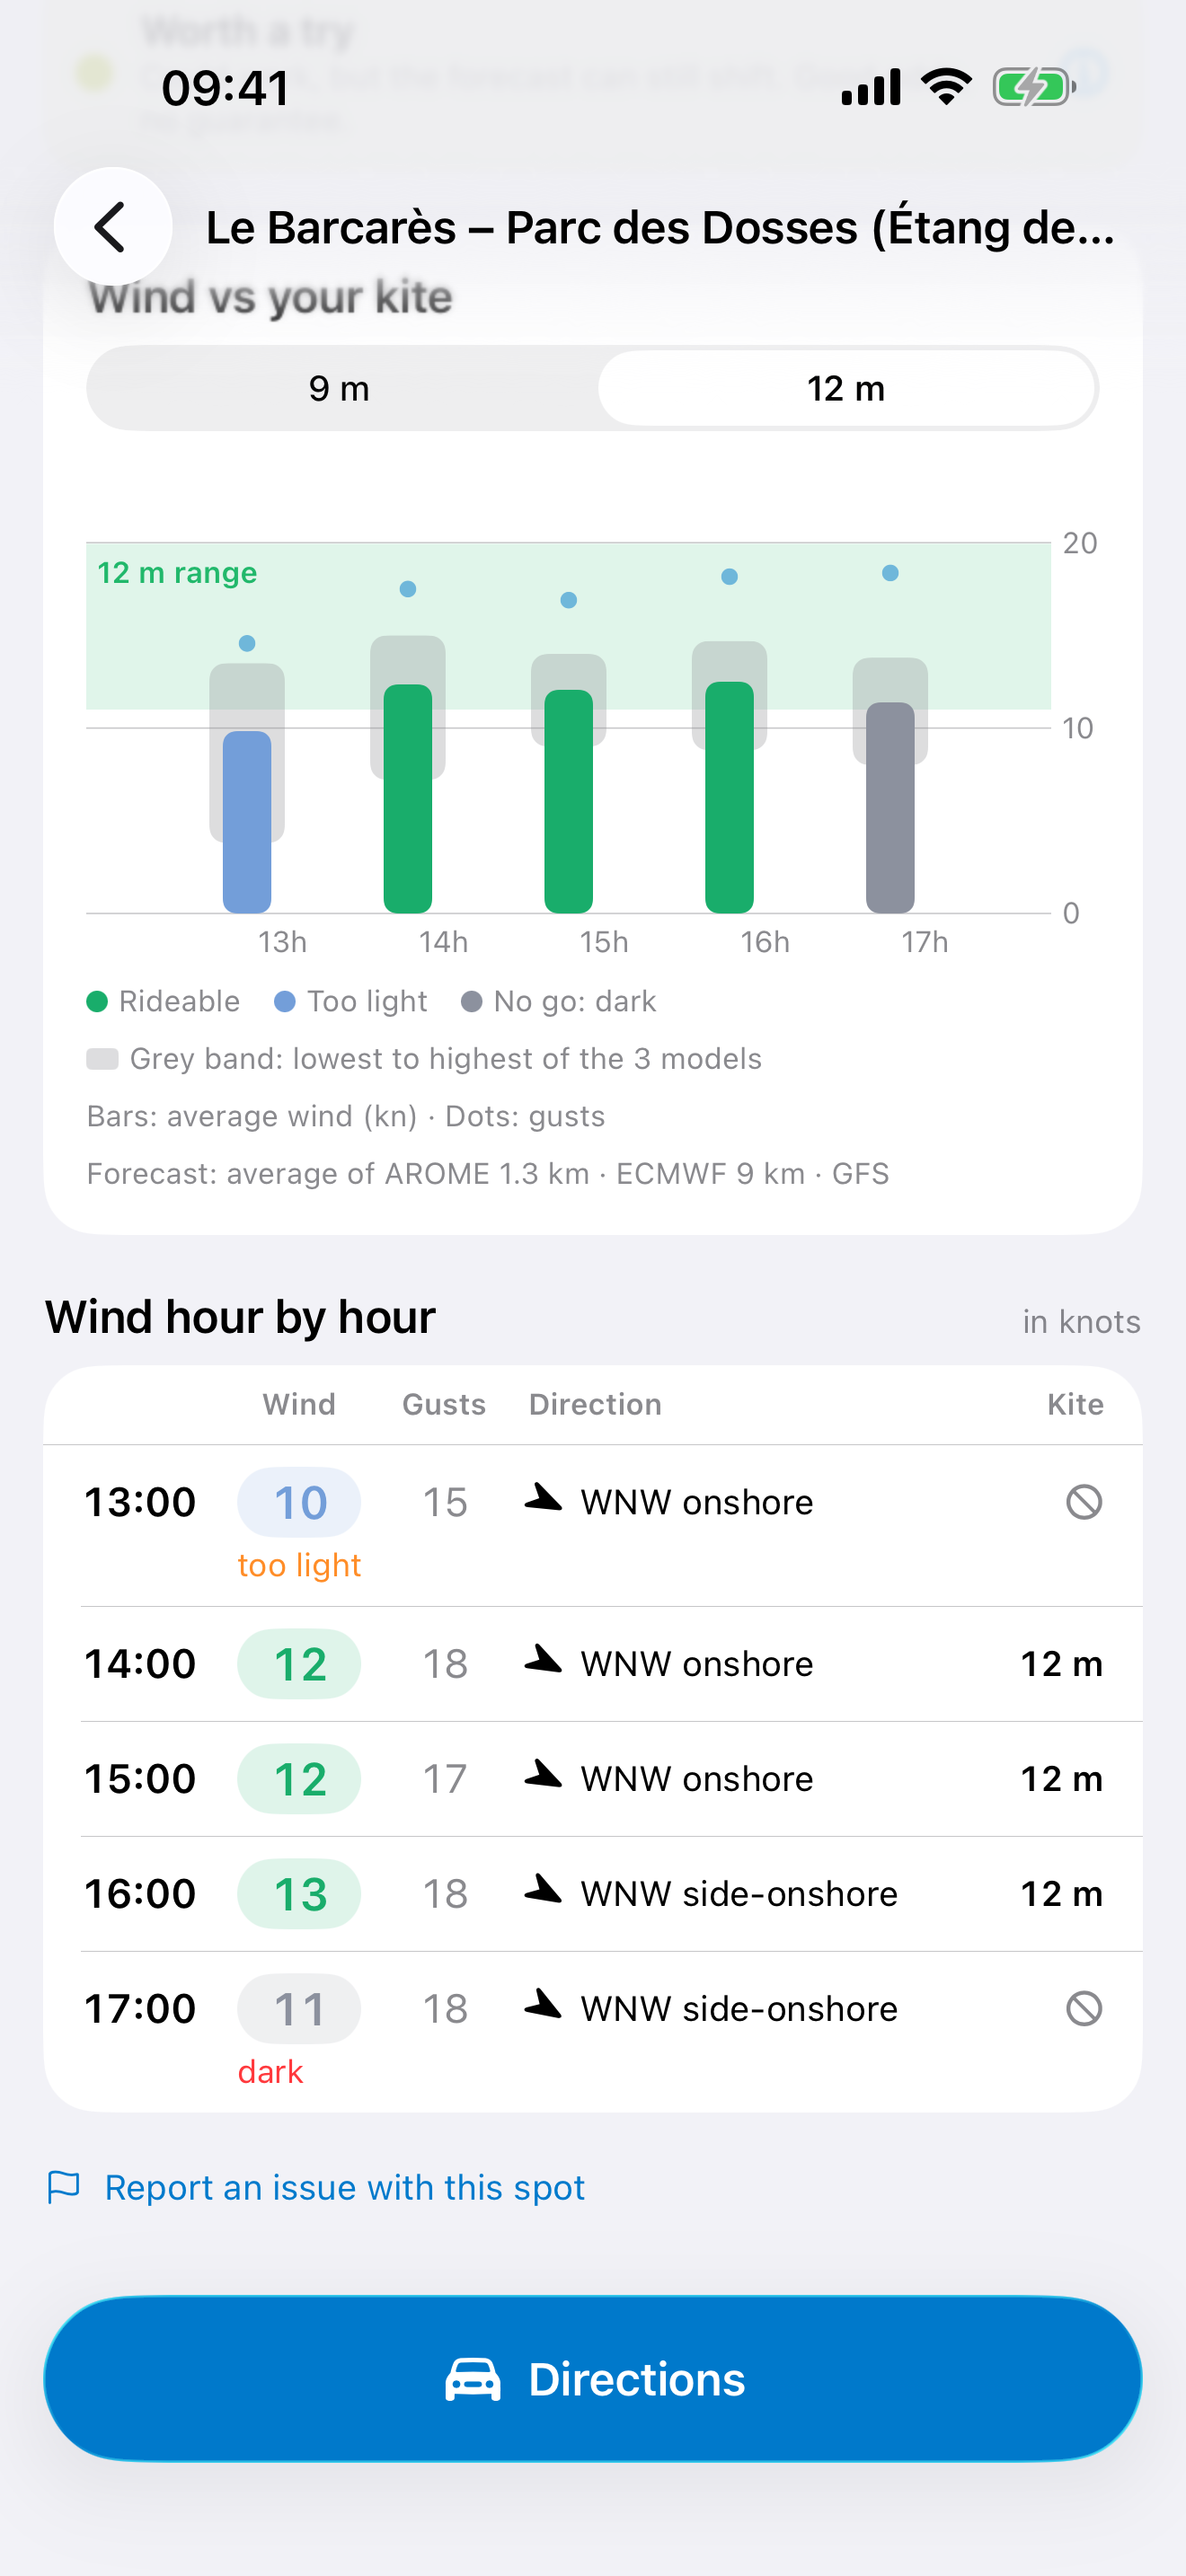 Worth a try
09:41
Le Barcarès – Parc des Dosses (Étang de...
Wind vs your kite
9 m
12 m
12 m range
20
10
0
13h 14h 15h 16h 17h
Rideable Too light No go: dark
Grey band: lowest to highest of the 3 models
Bars: average wind (kn) · Dots: gusts
Forecast: average of AROME 1.3 km · ECMWF 9 km · GFS
Wind hour by hour in knots
Wind Gusts Direction Kite
13:00 10 15 WNW onshore
too light
14:00 12 18 WNW onshore 12 m
15:00 12 17 WNW onshore 12 m
16:00 13 18 WNW side-onshore 12 m
17:00 11 18 WNW side-onshore
dark
Report an issue with this spot
Directions